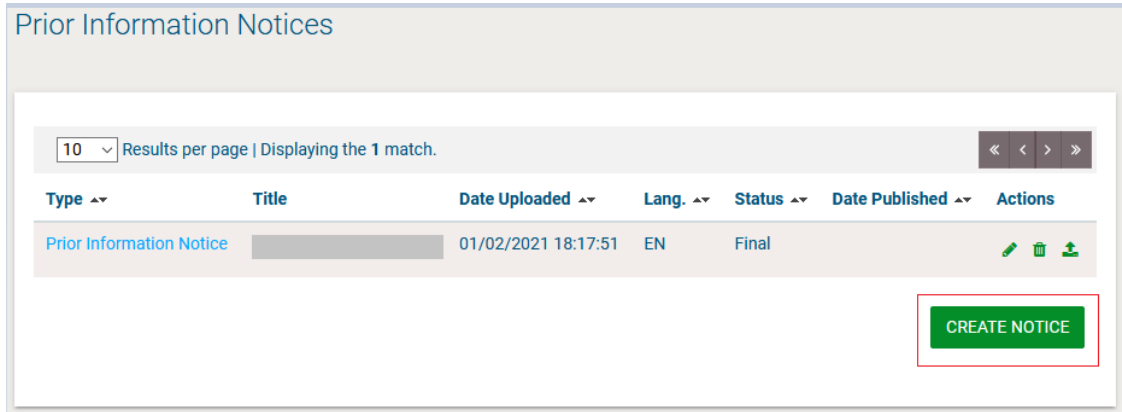 Prior Information Notices
10 Results per page | Displaying the 1 match.
« < > »
Type Title Date Uploaded Lang. Status Date Published Actions
Prior Information Notice 01/02/2021 18:17:51 EN Final
CREATE NOTICE